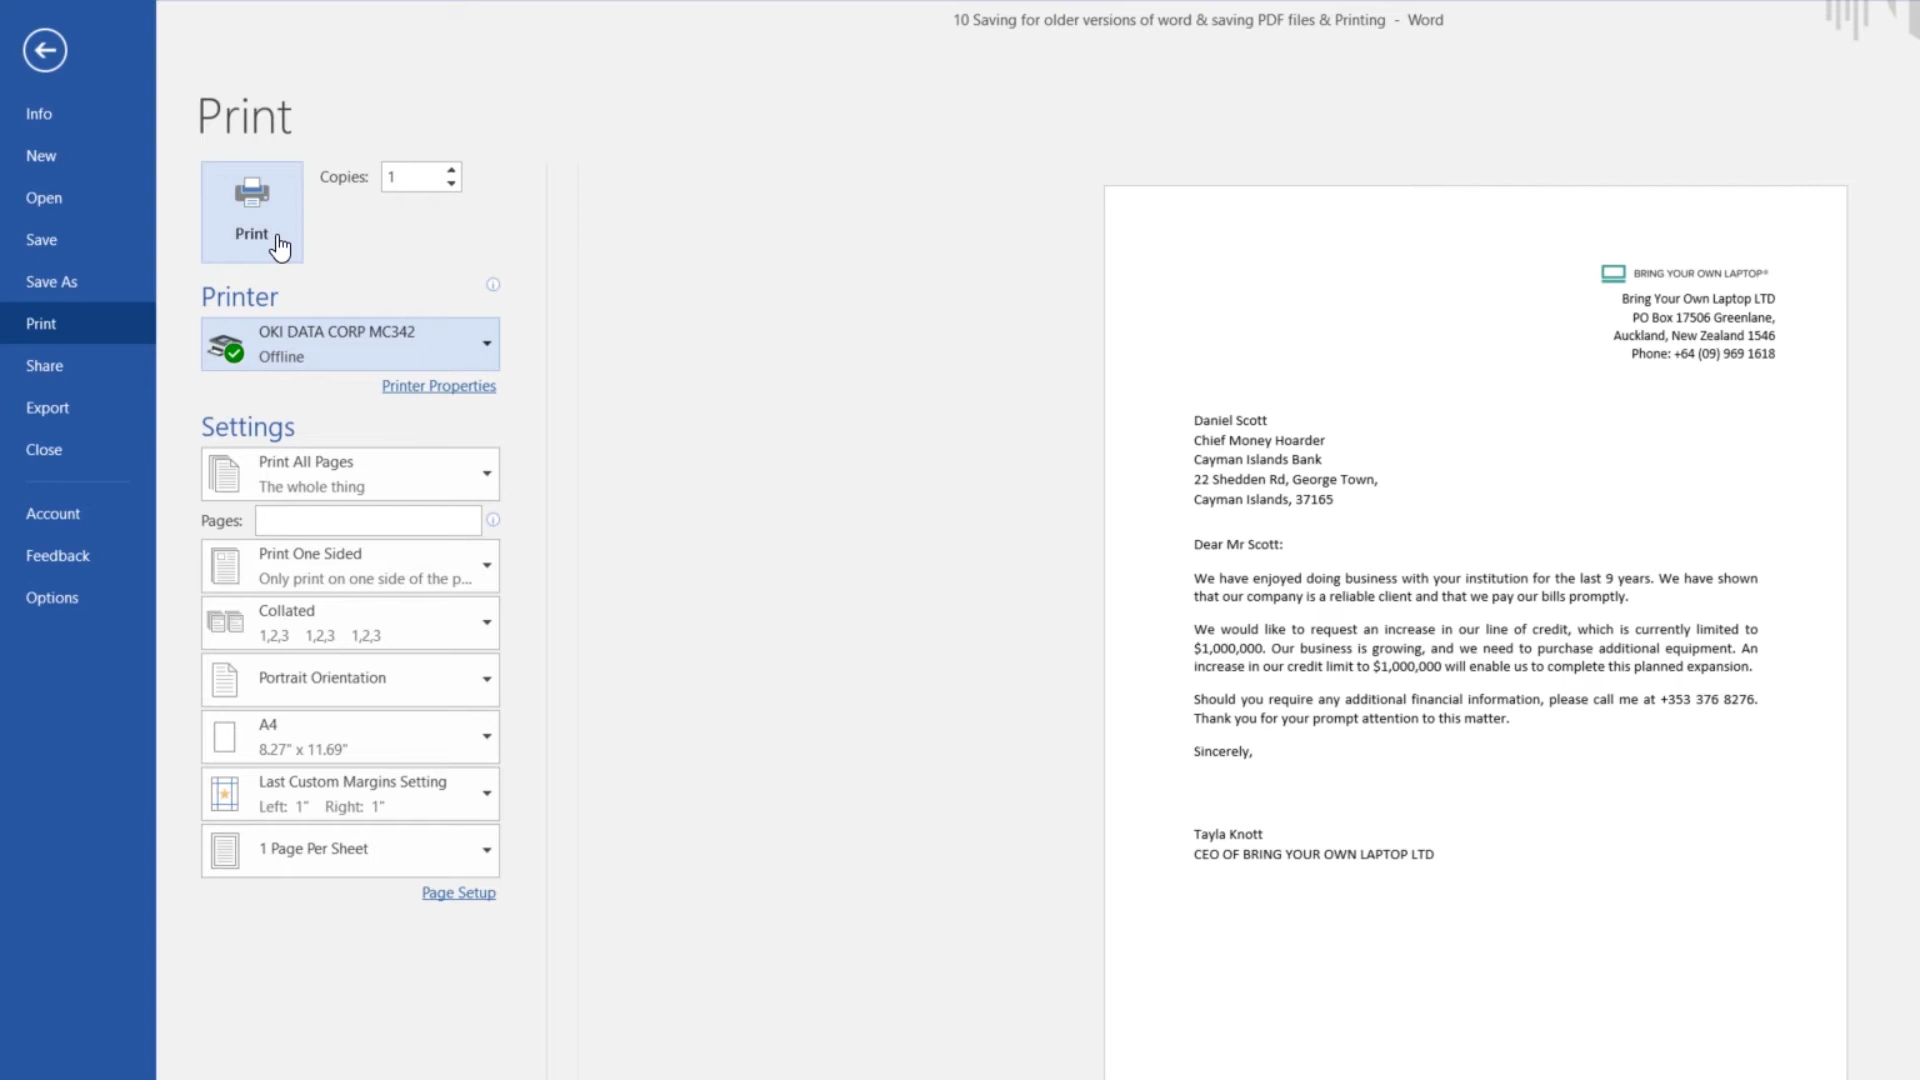 10 Saving for older versions of word & saving PDF files & Printing - Word
Info
New
Open
Save
Save As
Print
Share
Export
Close
Account
Feedback
Options
Print
Print
Copies: 1
Printer
OKI DATA CORP MC342
Offline
Printer Properties
Settings
Print All Pages
The whole thing
Pages:
Print One Sided
Only print on one side of the p...
Collated
1,2,3 1,2,3 1,2,3
Portrait Orientation
A4
8.27" x 11.69"
Last Custom Margins Setting
Left: 1" Right: 1"
1 Page Per Sheet
Page Setup
BRING YOUR OWN LAPTOP®
Bring Your Own Laptop LTD
PO Box 17506 Greenlane,
Auckland, New Zealand 1546
Phone: +64 (09) 969 1618
Daniel Scott
Chief Money Hoarder
Cayman Islands Bank
22 Shedden Rd, George Town,
Cayman Islands, 37165
Dear Mr Scott:
We have enjoyed doing business with your institution for the last 9 years. We have shown
that our company is a reliable client and that we pay our bills promptly.
We would like to request an increase in our line of credit, which is currently limited to
$1,000,000. Our business is growing, and we need to purchase additional equipment. An
increase in our credit limit to $1,000,000 will enable us to complete this planned expansion.
Should you require any additional financial information, please call me at +353 376 8276.
Thank you for your prompt attention to this matter.
Sincerely,
Tayla Knott
CEO OF BRING YOUR OWN LAPTOP LTD